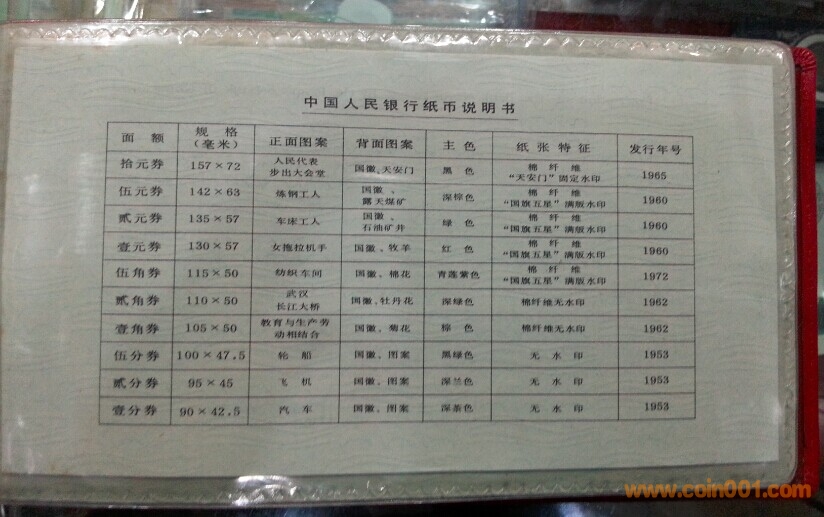 中国人民银行纸币说明书
面 额 规 格（毫米） 正面图案 背面图案 主 色 纸 张 特 征 发行年号
拾元券 157×72 人民代表步出大会堂 国徽、天安门 黑 色 棉 纤 维“天安门”固定水印 1965
伍元券 142×63 炼钢工人 国徽、露天煤矿 深棕色 棉 纤 维“国旗五星”满版水印 1960
贰元券 135×57 车床工人 国徽、石油矿井 绿 色 棉 纤 维“国旗五星”满版水印 1960
壹元券 130×57 女拖拉机手 国徽、牧羊 红 色 棉 纤 维“国旗五星”满版水印 1960
伍角券 115×50 纺织车间 国徽、棉花 青莲紫色 棉 纤 维“国旗五星”满版水印 1972
贰角券 110×50 武汉长江大桥 国徽、牡丹花 深绿色 棉纤维无水印 1962
壹角券 105×50 教育与生产劳动相结合 国徽、菊花 棕 色 棉纤维无水印 1962
伍分券 100×47.5 轮 船 国徽、图案 黑绿色 无 水 印 1953
贰分券 95×45 飞 机 国徽、图案 深兰色 无 水 印 1953
壹分券 90×42.5 汽 车 国徽、图案 深茶色 无 水 印 1953
www.coin001.com